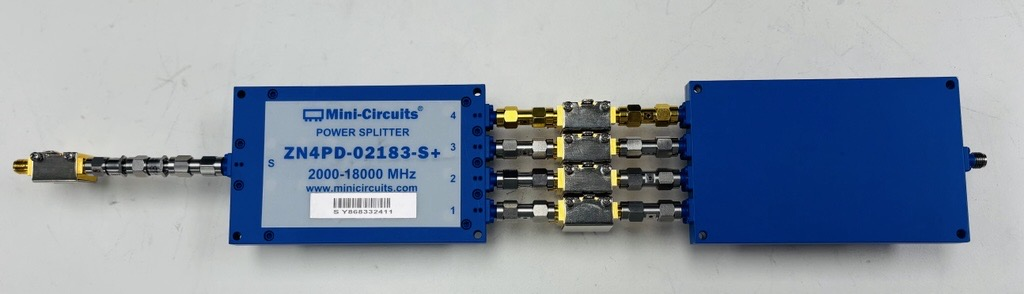 Mini-Circuits®
POWER SPLITTER
ZN4PD-02183-S+
2000-18000 MHz
www.minicircuits.com
S Y868332411
S
4
3
2
1